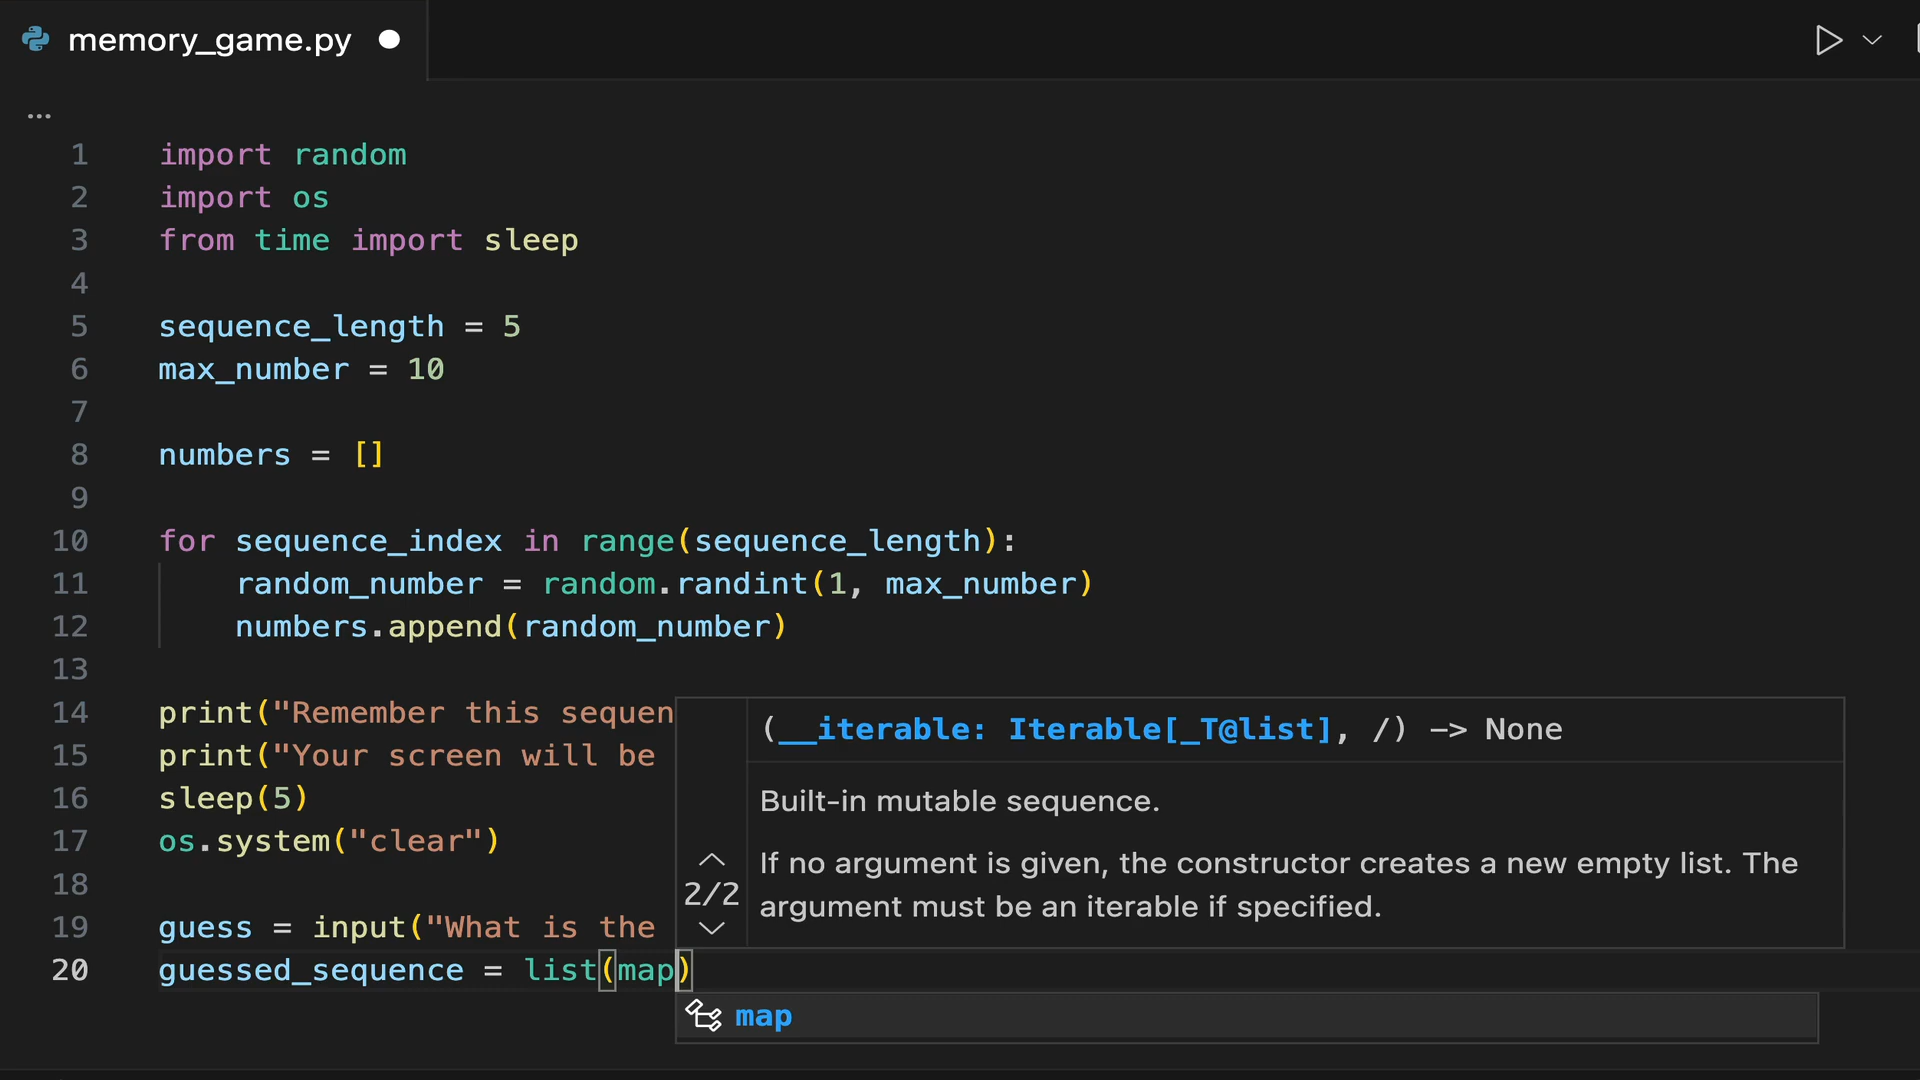 memory_game.py
...
1 import random
2 import os
3 from time import sleep
4
5 sequence_length = 5
6 max_number = 10
7
8 numbers = []
9
10 for sequence_index in range(sequence_length):
11 random_number = random.randint(1, max_number)
12 numbers.append(random_number)
13
14 print("Remember this sequen
15 print("Your screen will be
16 sleep(5)
17 os.system("clear")
18
19 guess = input("What is the
20 guessed_sequence = list(map)
(__iterable: Iterable[_T@list], /) -> None
Built-in mutable sequence.
If no argument is given, the constructor creates a new empty list. The
argument must be an iterable if specified.
2/2
map